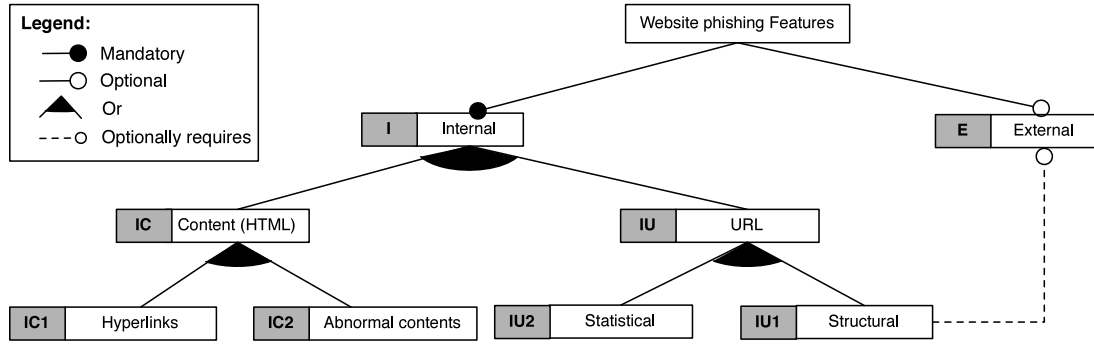 Legend:
Mandatory
Optional
Or
Optionally requires
Website phishing Features
I Internal
E External
IC Content (HTML)
IU URL
IC1 Hyperlinks
IC2 Abnormal contents
IU2 Statistical
IU1 Structural